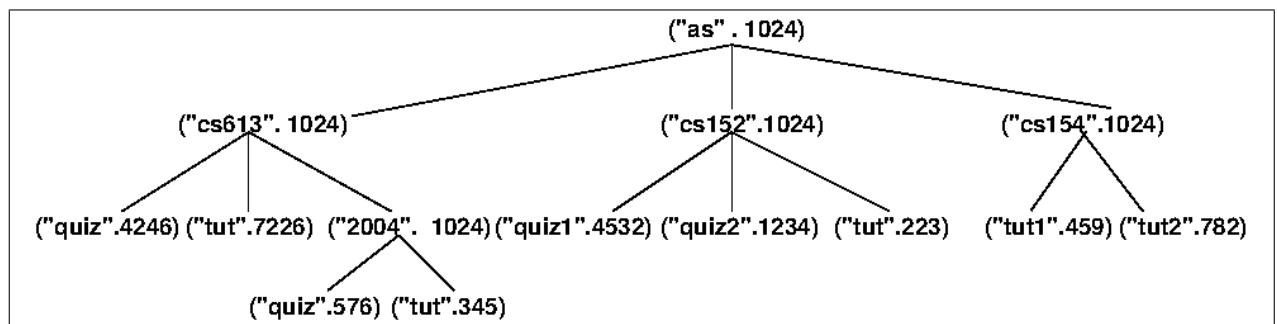 ("as" . 1024)
("cs613". 1024) ("cs152".1024) ("cs154".1024)
("quiz".4246) ("tut".7226) ("2004". 1024) ("quiz1".4532) ("quiz2".1234) ("tut".223) ("tut1".459) ("tut2".782)
("quiz".576) ("tut".345)